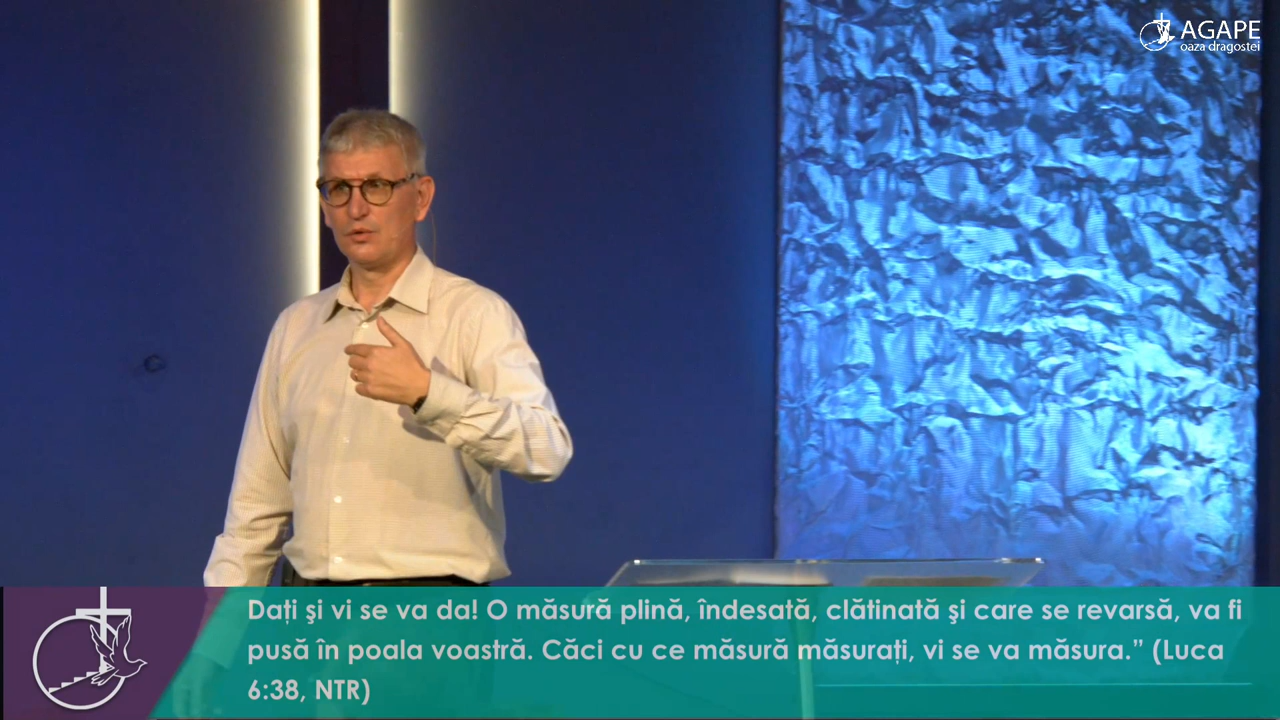 AGAPE
oaza dragostei
Dați şi vi se va da! O măsură plină, îndesată, clătinată şi care se revarsă, va fi
pusă în poala voastră. Căci cu ce măsură măsurați, vi se va măsura.” (Luca
6:38, NTR)